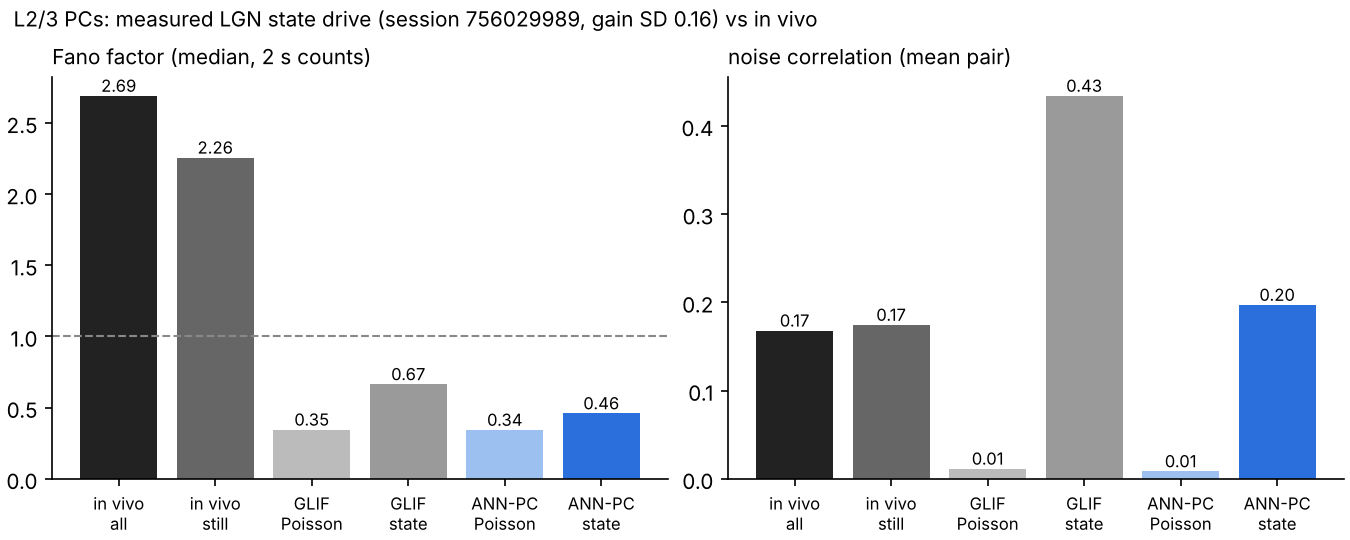 L2/3 PCs: measured LGN state drive (session 756029989, gain SD 0.16) vs in vivo
Fano factor (median, 2 s counts)
2.69
2.26
0.35
0.67
0.34
0.46
2.5
2.0
1.5
1.0
0.5
0.0
in vivo
all
in vivo
still
GLIF
Poisson
GLIF
state
ANN-PC
Poisson
ANN-PC
state
noise correlation (mean pair)
0.17
0.17
0.01
0.43
0.01
0.20
0.4
0.3
0.2
0.1
0.0
in vivo
all
in vivo
still
GLIF
Poisson
GLIF
state
ANN-PC
Poisson
ANN-PC
state